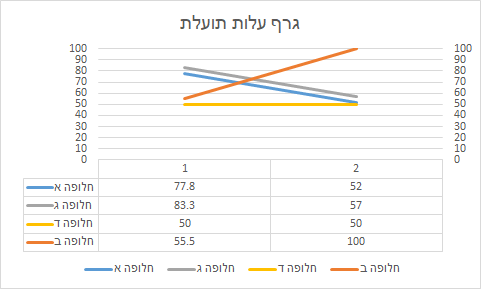 גרף עלות תועלת
100 100
90 90
80 80
70 70
60 60
50 50
40 40
30 30
20 20
10 10
0 0
1 2
חלופה א 77.8 52
חלופה ג 83.3 57
חלופה ד 50 50
חלופה ב 55.5 100
חלופה א חלופה ג חלופה ד חלופה ב